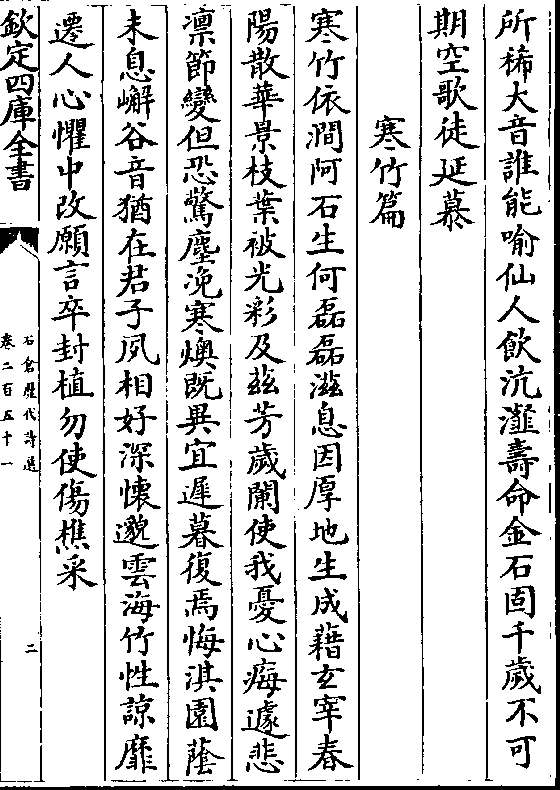 所稀大音誰能喻仙人飲沆瀣壽命金石固千歲不可
期空歌徒延慕
寒竹篇
寒竹依澗阿石生何磊磊滋息因厚地生成藉玄宰春
陽散華景枝葉被光彩及茲芳歲闌使我憂心痗遽悲
凛節變但恐驚塵浼寒燠既異宜遲暮復焉悔淇園蔭
未息嶰谷音猶在君子夙相好深懷邈雲海竹性諒靡
遷人心懼中改願言卒封植勿使傷樵采
欽定四庫全書
石倉歷代詩選
卷二百五十一
二